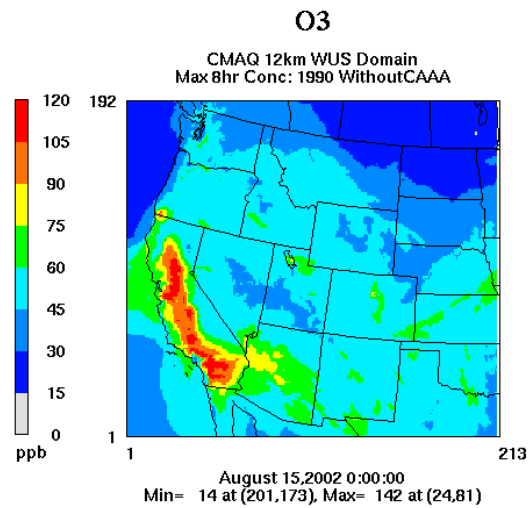 O3
CMAQ 12km WUS Domain
Max 8hr Conc: 1990 WithoutCAAA
120
105
90
75
60
45
30
15
0
ppb
192
1
1
213
August 15,2002 0:00:00
Min= 14 at (201,173), Max= 142 at (24,81)